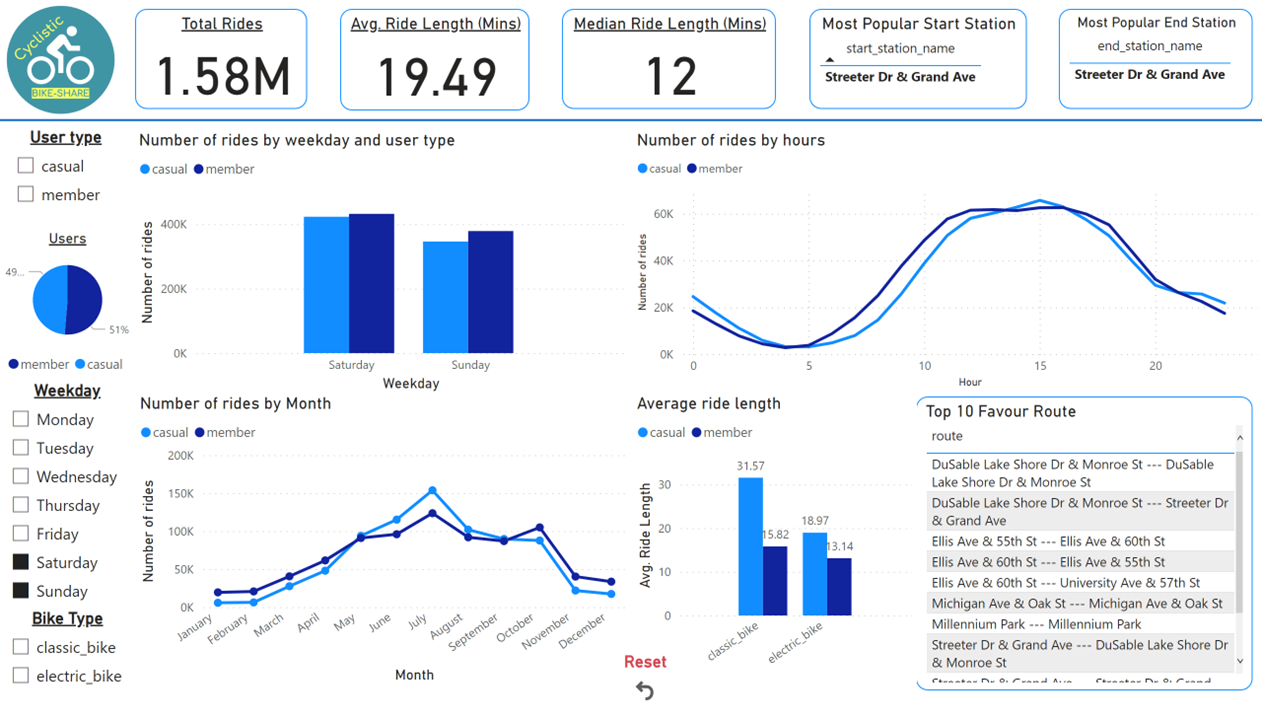 Cyclistic
BIKE-SHARE
Total Rides
1.58M
Avg. Ride Length (Mins)
19.49
Median Ride Length (Mins)
12
Most Popular Start Station
start_station_name
Streeter Dr & Grand Ave
Most Popular End Station
end_station_name
Streeter Dr & Grand Ave
User type
casual
member
Users
49...
51%
member casual
Weekday
Monday
Tuesday
Wednesday
Thursday
Friday
Saturday
Sunday
Bike Type
classic_bike
electric_bike
Number of rides by weekday and user type
casual member
Number of rides
400K
200K
0K
Saturday Sunday
Weekday
Number of rides by hours
casual member
Number of rides
60K
40K
20K
0K
0 5 10 15 20
Hour
Number of rides by Month
casual member
Number of rides
200K
150K
100K
50K
0K
January February March April May June July August September October November December
Month
Average ride length
casual member
Avg. Ride Length
30
20
10
0
31.57
15.82
18.97
13.14
classic_bike electric_bike
Reset
Top 10 Favour Route
route
DuSable Lake Shore Dr & Monroe St --- DuSable
Lake Shore Dr & Monroe St
DuSable Lake Shore Dr & Monroe St --- Streeter Dr
& Grand Ave
Ellis Ave & 55th St --- Ellis Ave & 60th St
Ellis Ave & 60th St --- Ellis Ave & 55th St
Ellis Ave & 60th St --- University Ave & 57th St
Michigan Ave & Oak St --- Michigan Ave & Oak St
Millennium Park --- Millennium Park
Streeter Dr & Grand Ave --- DuSable Lake Shore Dr
& Monroe St
Streeter Dr & Grand Ave --- Streeter Dr & Grand